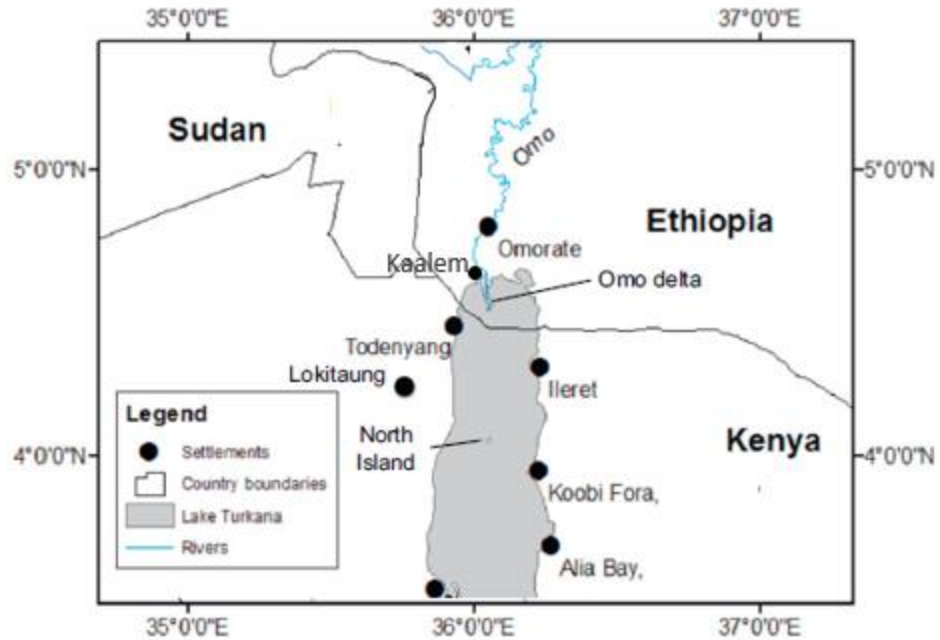 35°0'0"E 36°0'0"E 37°0'0"E
Sudan
Omo
5°0'0"N 5°0'0"N
Ethiopia
Omorate
Kaalem
Omo delta
Todenyang
Lokitaung
Ileret
Legend
Settlements
Country boundaries
Lake Turkana
Rivers
North
Island
Kenya
4°0'0"N 4°0'0"N
Koobi Fora,
Alia Bay,
35°0'0"E 36°0'0"E 37°0'0"E